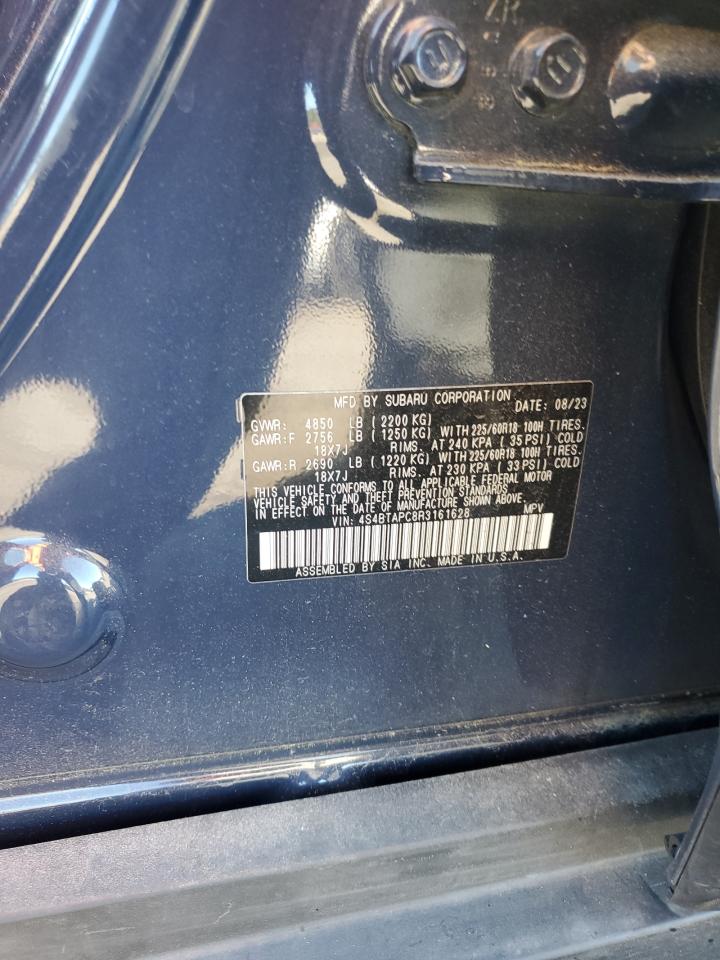 MFD BY SUBARU CORPORATION DATE: 08/23
GVWR: 4850 LB ( 2200 KG)
GAWR:F 2756 LB ( 1250 KG) WITH 225/60R18 100H TIRES.
18X7J RIMS. AT 240 KPA ( 35 PSI) COLD
GAWR:R 2690 LB ( 1220 KG) WITH 225/60R18 100H TIRES.
18X7J RIMS. AT 230 KPA ( 33 PSI) COLD
THIS VEHICLE CONFORMS TO ALL APPLICABLE FEDERAL MOTOR
VEHICLE SAFETY AND THEFT PREVENTION STANDARDS IN
EFFECT ON THE DATE OF MANUFACTURE SHOWN ABOVE.
VIN: 4S4BTAPC8R3161628 MPV
ASSEMBLED BY SIA INC. MADE IN U.S.A.